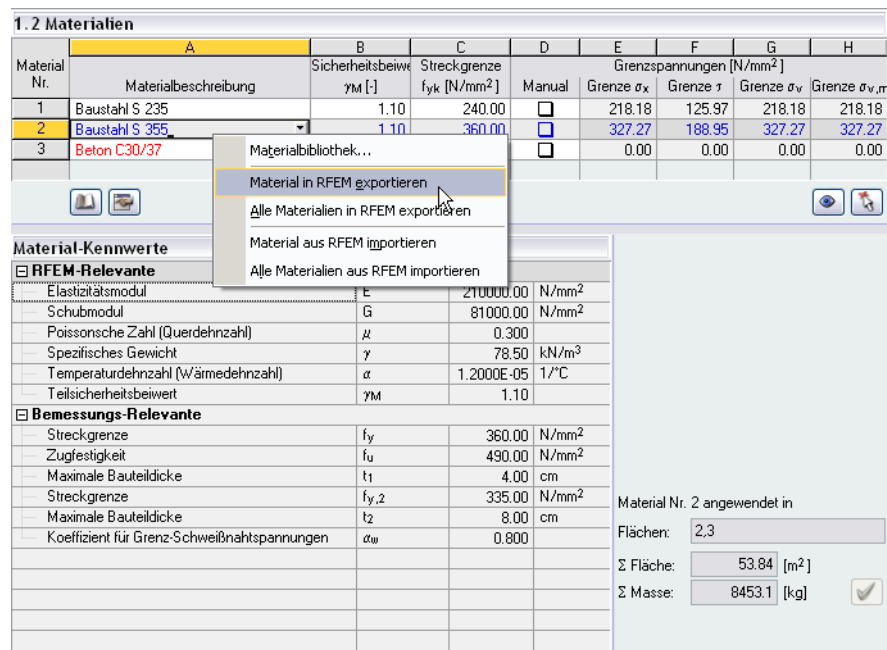 1.2 Materialien
A B C D E F G H
Material Sicherheitsbeiwe Streckgrenze Grenzspannungen [N/mm²]
Nr. Materialbeschreibung γM [-] fyk [N/mm²] Manual Grenze σx Grenze τ Grenze σv Grenze σv,m
1 Baustahl S 235 1.10 240.00 218.18 125.97 218.18 218.18
2 Baustahl S 355 1.10 360.00 327.27 188.95 327.27 327.27
3 Beton C30/37 0.00 0.00 0.00 0.00
Materialbibliothek...
Material in RFEM exportieren
Alle Materialien in RFEM exportieren
Material aus RFEM importieren
Alle Materialien aus RFEM importieren
Material-Kennwerte
RFEM-Relevante
Elastizitätsmodul E 210000.00 N/mm²
Schubmodul G 81000.00 N/mm²
Poissonsche Zahl (Querdehnzahl) μ 0.300
Spezifisches Gewicht γ 78.50 kN/m³
Temperaturdehnzahl (Wärmedehnzahl) α 1.2000E-05 1/°C
Teilsicherheitsbeiwert γM 1.10
Bemessungs-Relevante
Streckgrenze fy 360.00 N/mm²
Zugfestigkeit fu 490.00 N/mm²
Maximale Bauteildicke t1 4.00 cm
Streckgrenze fy,2 335.00 N/mm²
Maximale Bauteildicke t2 8.00 cm
Koeffizient für Grenz-Schweißnahtspannungen αw 0.800
Material Nr. 2 angewendet in
Flächen: 2,3
Σ Fläche: 53.84 [m²]
Σ Masse: 8453.1 [kg]